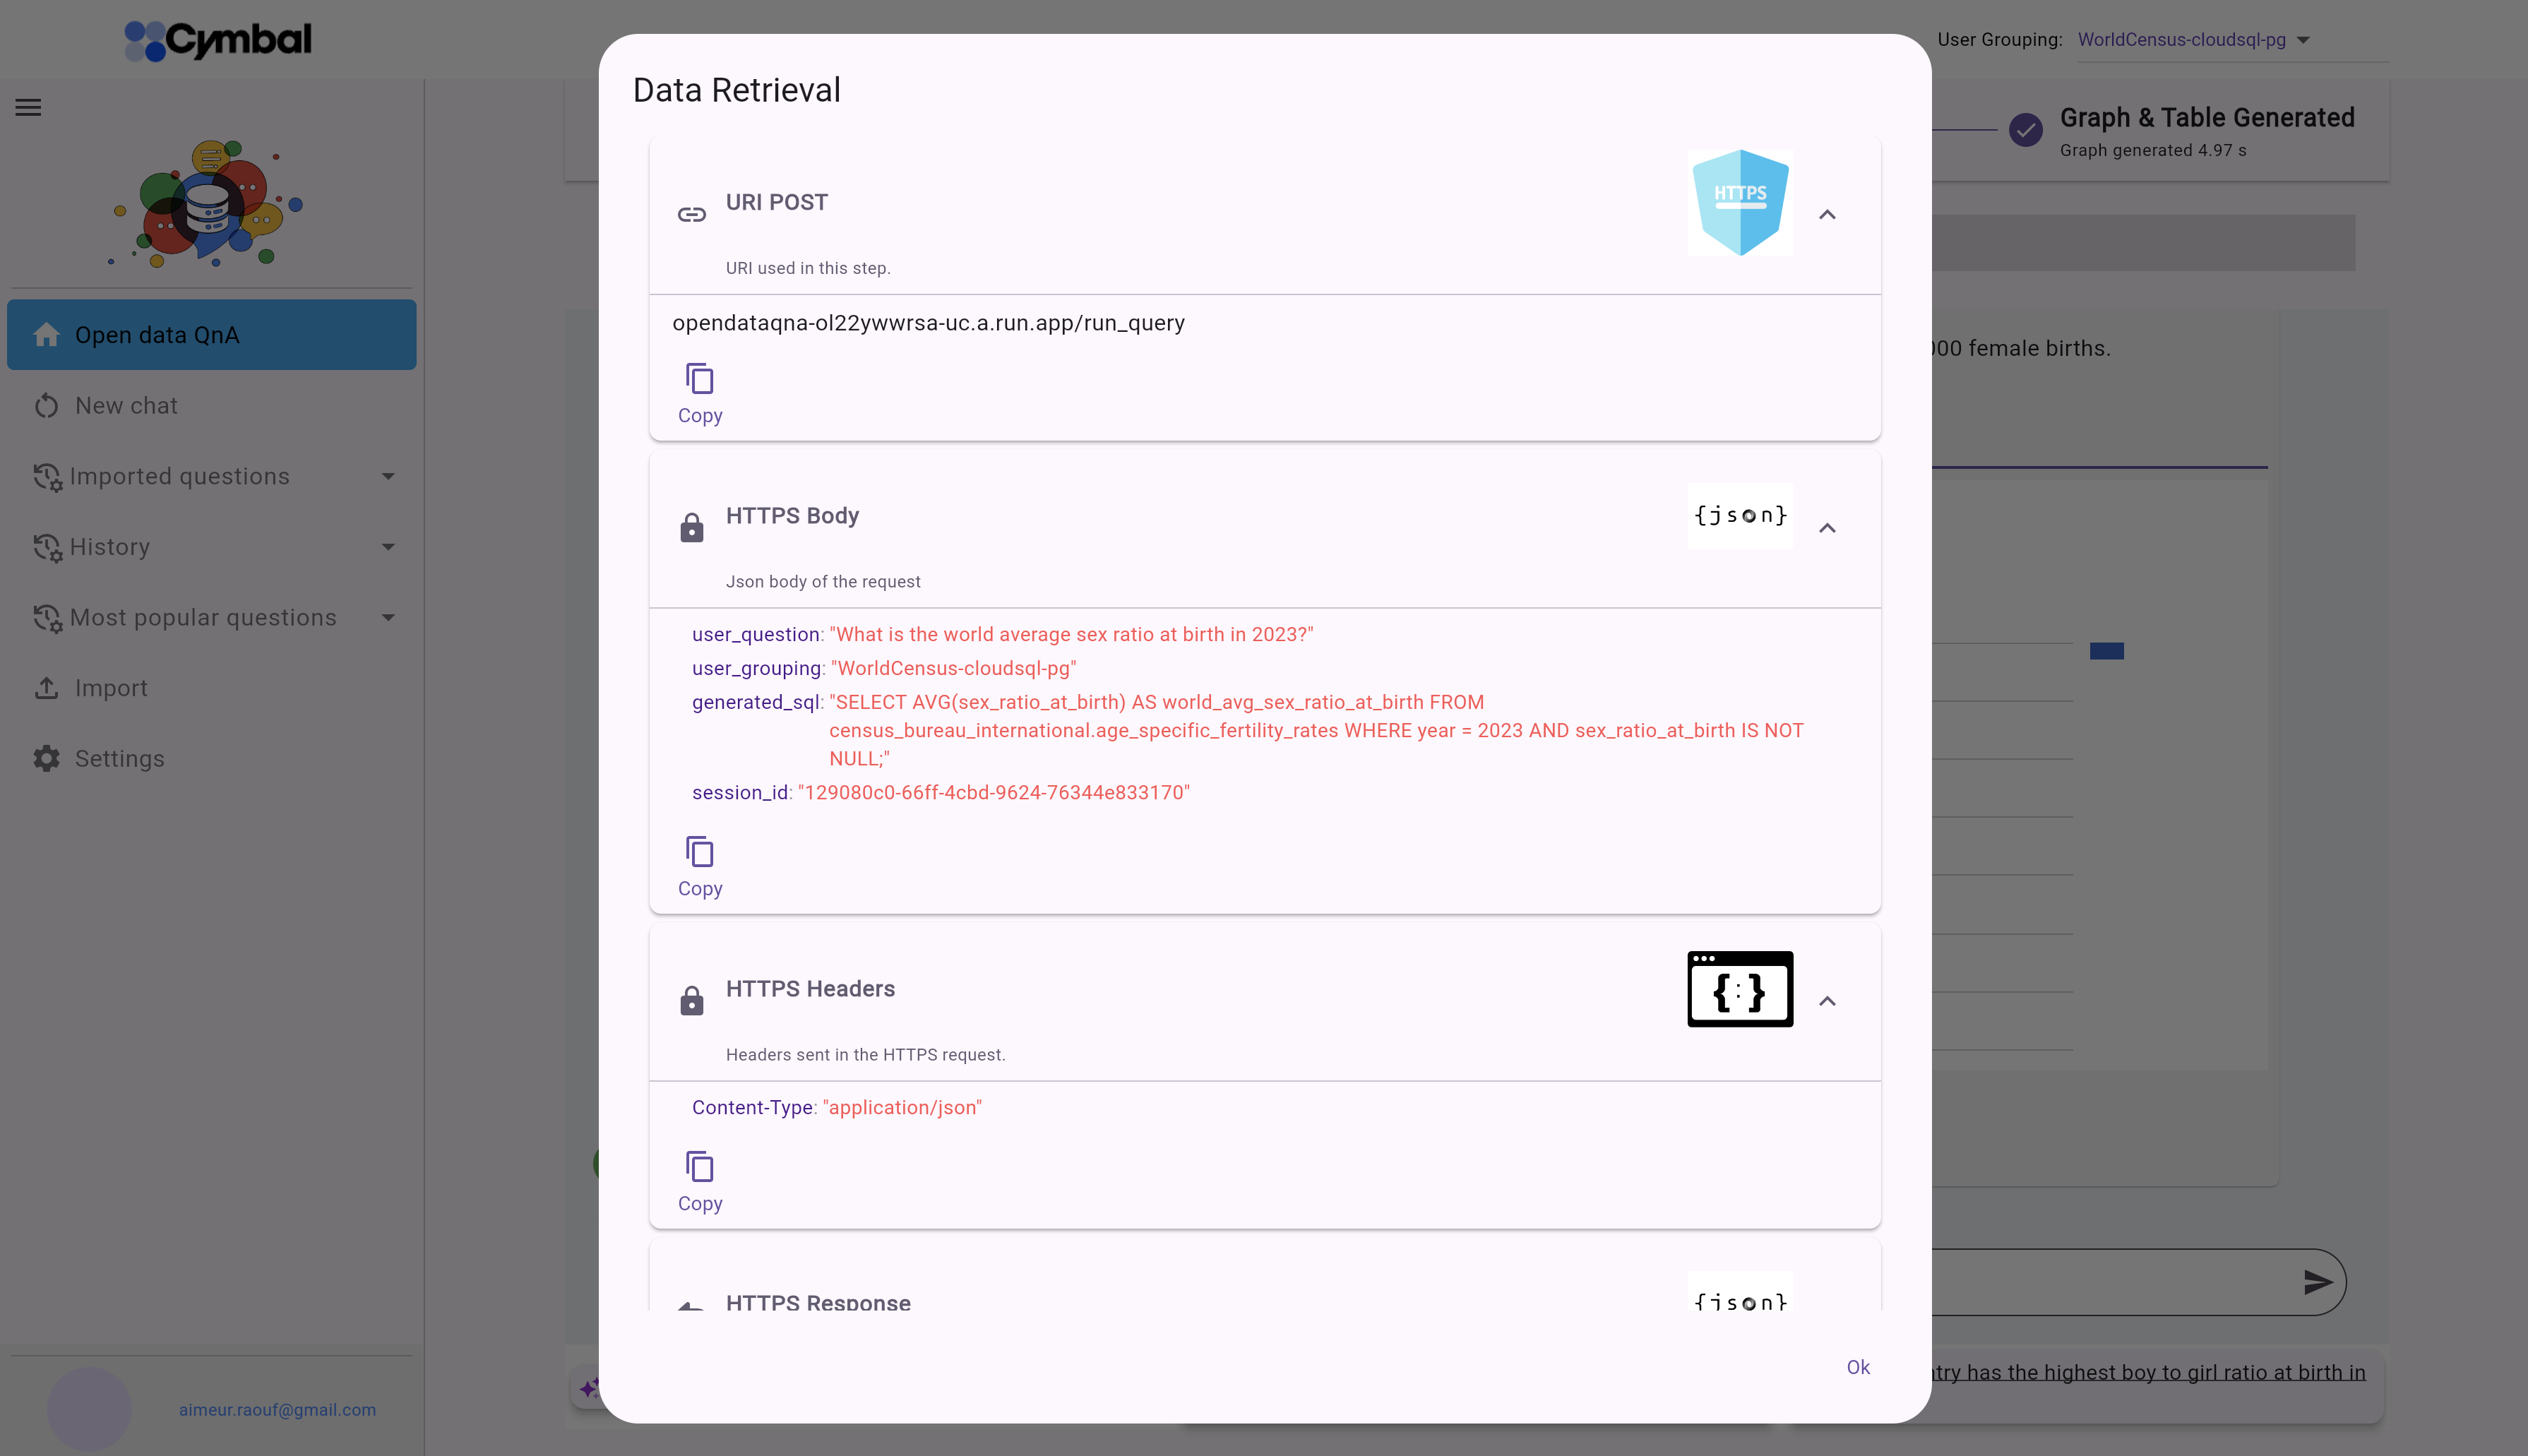 Cymbal
User Grouping: WorldCensus-cloudsql-pg
Open data QnA
New chat
Imported questions
History
Most popular questions
Import
Settings
aimeur.raouf@gmail.com
Graph & Table Generated
Graph generated 4.97 s
female births.
Data Retrieval
URI POST
HTTPS
URI used in this step.
opendataqna-ol22ywwrsa-uc.a.run.app/run_query
Copy
HTTPS Body
{json}
Json body of the request
user_question: "What is the world average sex ratio at birth in 2023?"
user_grouping: "WorldCensus-cloudsql-pg"
generated_sql: "SELECT AVG(sex_ratio_at_birth) AS world_avg_sex_ratio_at_birth FROM
census_bureau_international.age_specific_fertility_rates WHERE year = 2023 AND sex_ratio_at_birth IS NOT
NULL;"
session_id: "129080c0-66ff-4cbd-9624-76344e833170"
Copy
HTTPS Headers
{:}
Headers sent in the HTTPS request.
Content-Type: "application/json"
Copy
HTTPS Response
{json}
Ok
has the highest boy to girl ratio at birth in